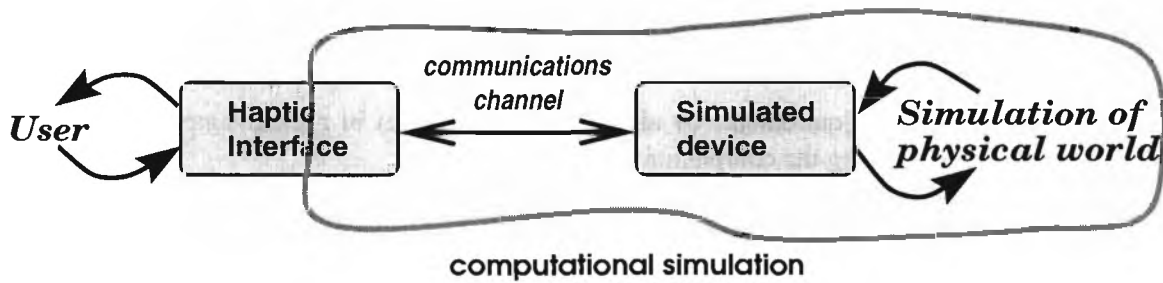 communications
channel
User
Haptic
Interface
Simulated
device
Simulation of
physical world
computational simulation